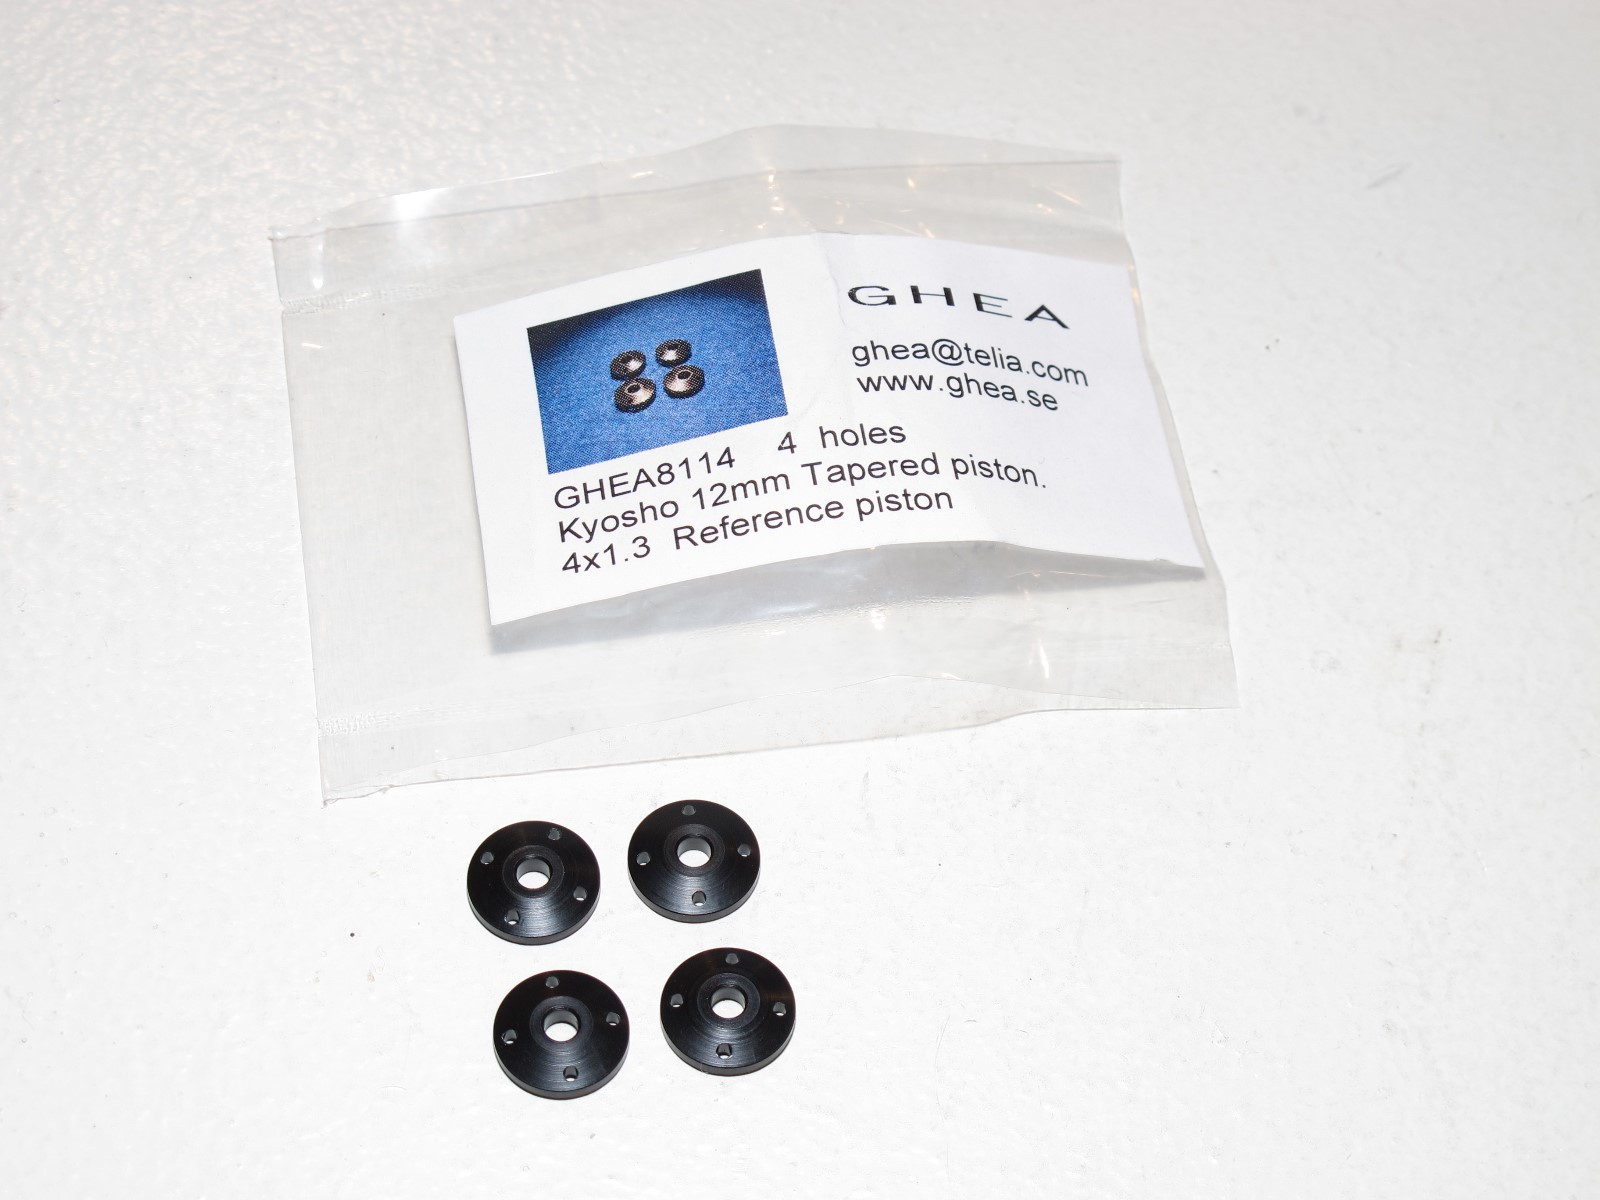 GHEA
ghea@telia.com
www.ghea.se
GHEA8114 4 holes
Kyosho 12mm Tapered piston.
4x1.3 Reference piston